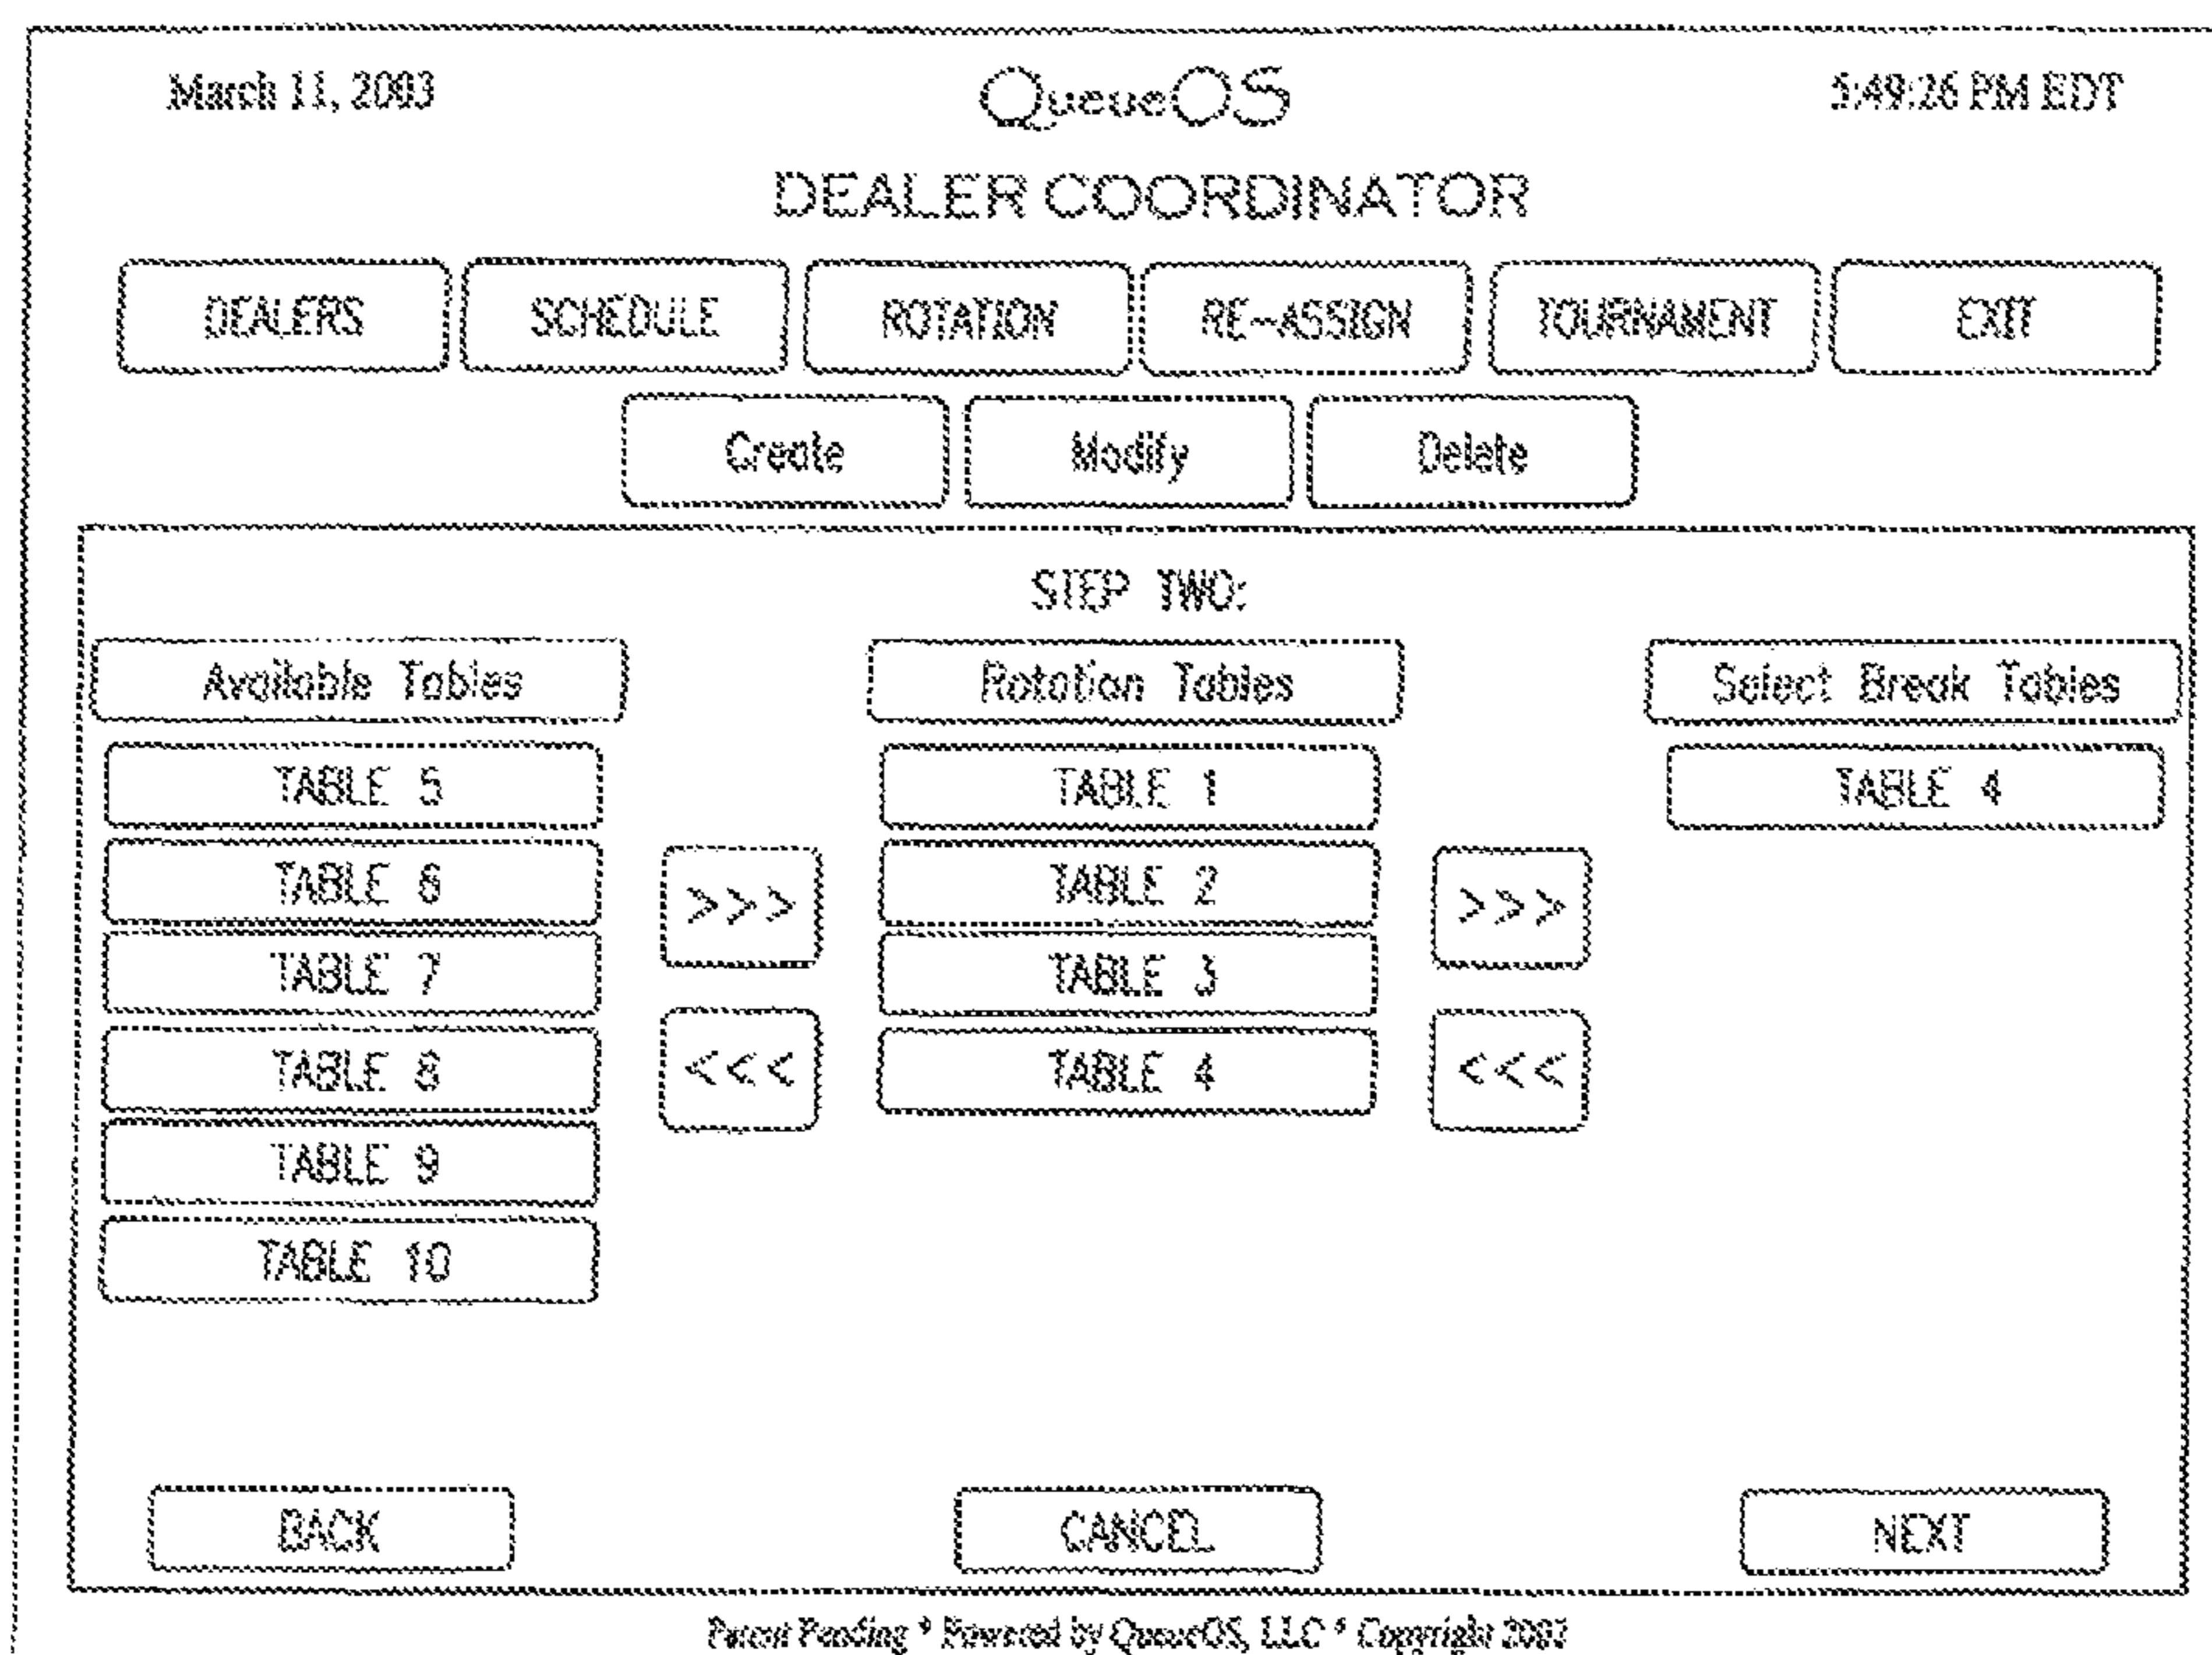 March 11, 2003 QueueOS 5:49:26 PM EDT
DEALER COORDINATOR
DEALERS SCHEDULE ROTATION RE-ASSIGN TOURNAMENT EXIT
Create Modify Delete
STEP TWO:
Available Tables Rotation Tables Select Break Tables
TABLE 5 TABLE 1 TABLE 4
TABLE 6 >>> TABLE 2 >>>
TABLE 7 TABLE 3
TABLE 8 <<< TABLE 4 <<<
TABLE 9
TABLE 10
BACK CANCEL NEXT
Patent Pending * Powered by QueueOS, LLC * Copyright